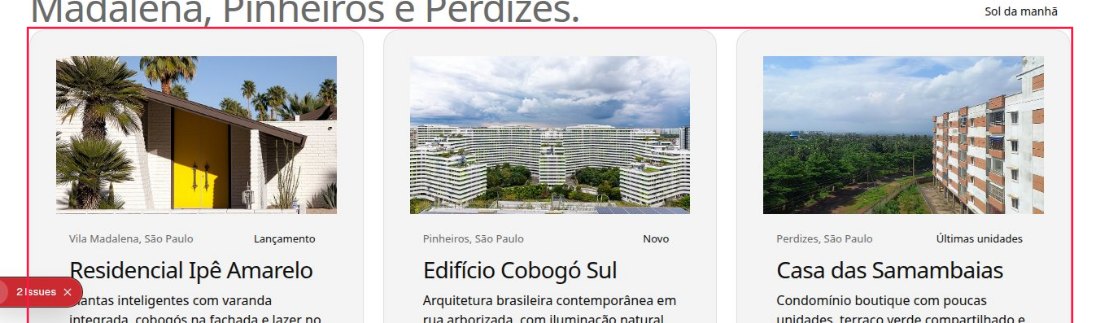 Madalena, Pinheiros e Perdizes.
Sol da manhã
Vila Madalena, São Paulo
Lançamento
Residencial Ipê Amarelo
Plantas inteligentes com varanda
integrada, cobogós na fachada e lazer no
Pinheiros, São Paulo
Novo
Edifício Cobogó Sul
Arquitetura brasileira contemporânea em
rua arborizada, com iluminação natural
Perdizes, São Paulo
Últimas unidades
Casa das Samambaias
Condomínio boutique com poucas
unidades, terraço verde compartilhado e
2 Issues